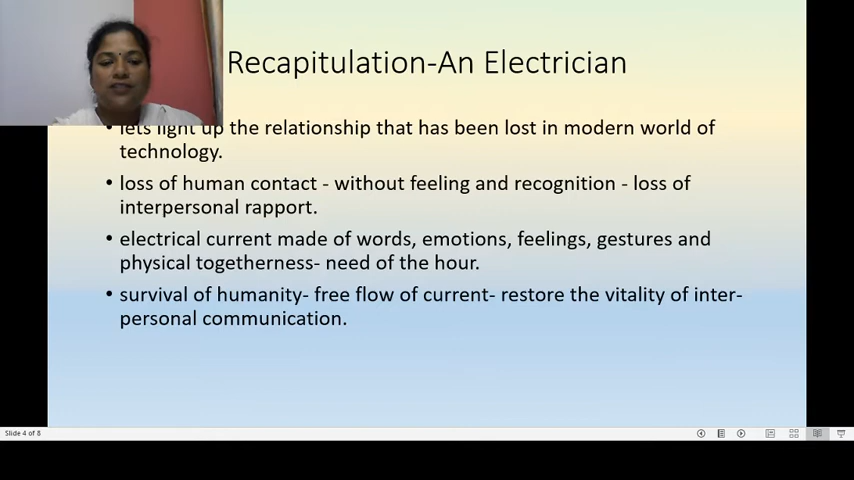 Recapitulation-An Electrician
• lets light up the relationship that has been lost in modern world of
technology.
• loss of human contact - without feeling and recognition - loss of
interpersonal rapport.
• electrical current made of words, emotions, feelings, gestures and
physical togetherness- need of the hour.
• survival of humanity- free flow of current- restore the vitality of inter-
personal communication.
Slide 4 of 8